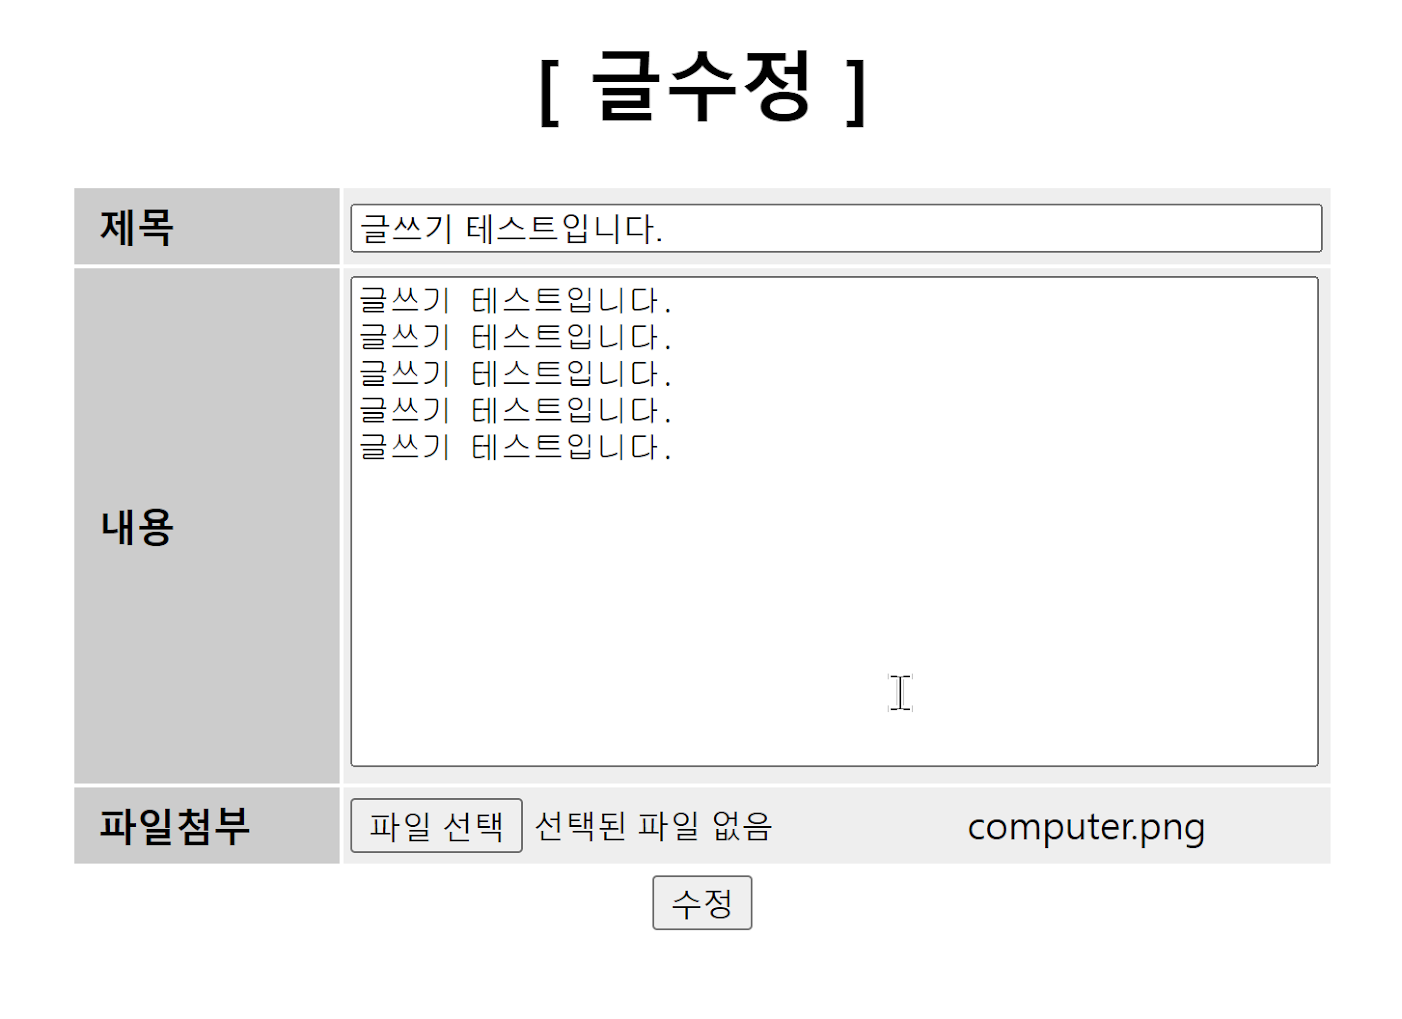 [ 글수정 ]
제목
글쓰기 테스트입니다.
내용
글쓰기 테스트입니다.
글쓰기 테스트입니다.
글쓰기 테스트입니다.
글쓰기 테스트입니다.
글쓰기 테스트입니다.
파일첨부
파일 선택 선택된 파일 없음 computer.png
수정